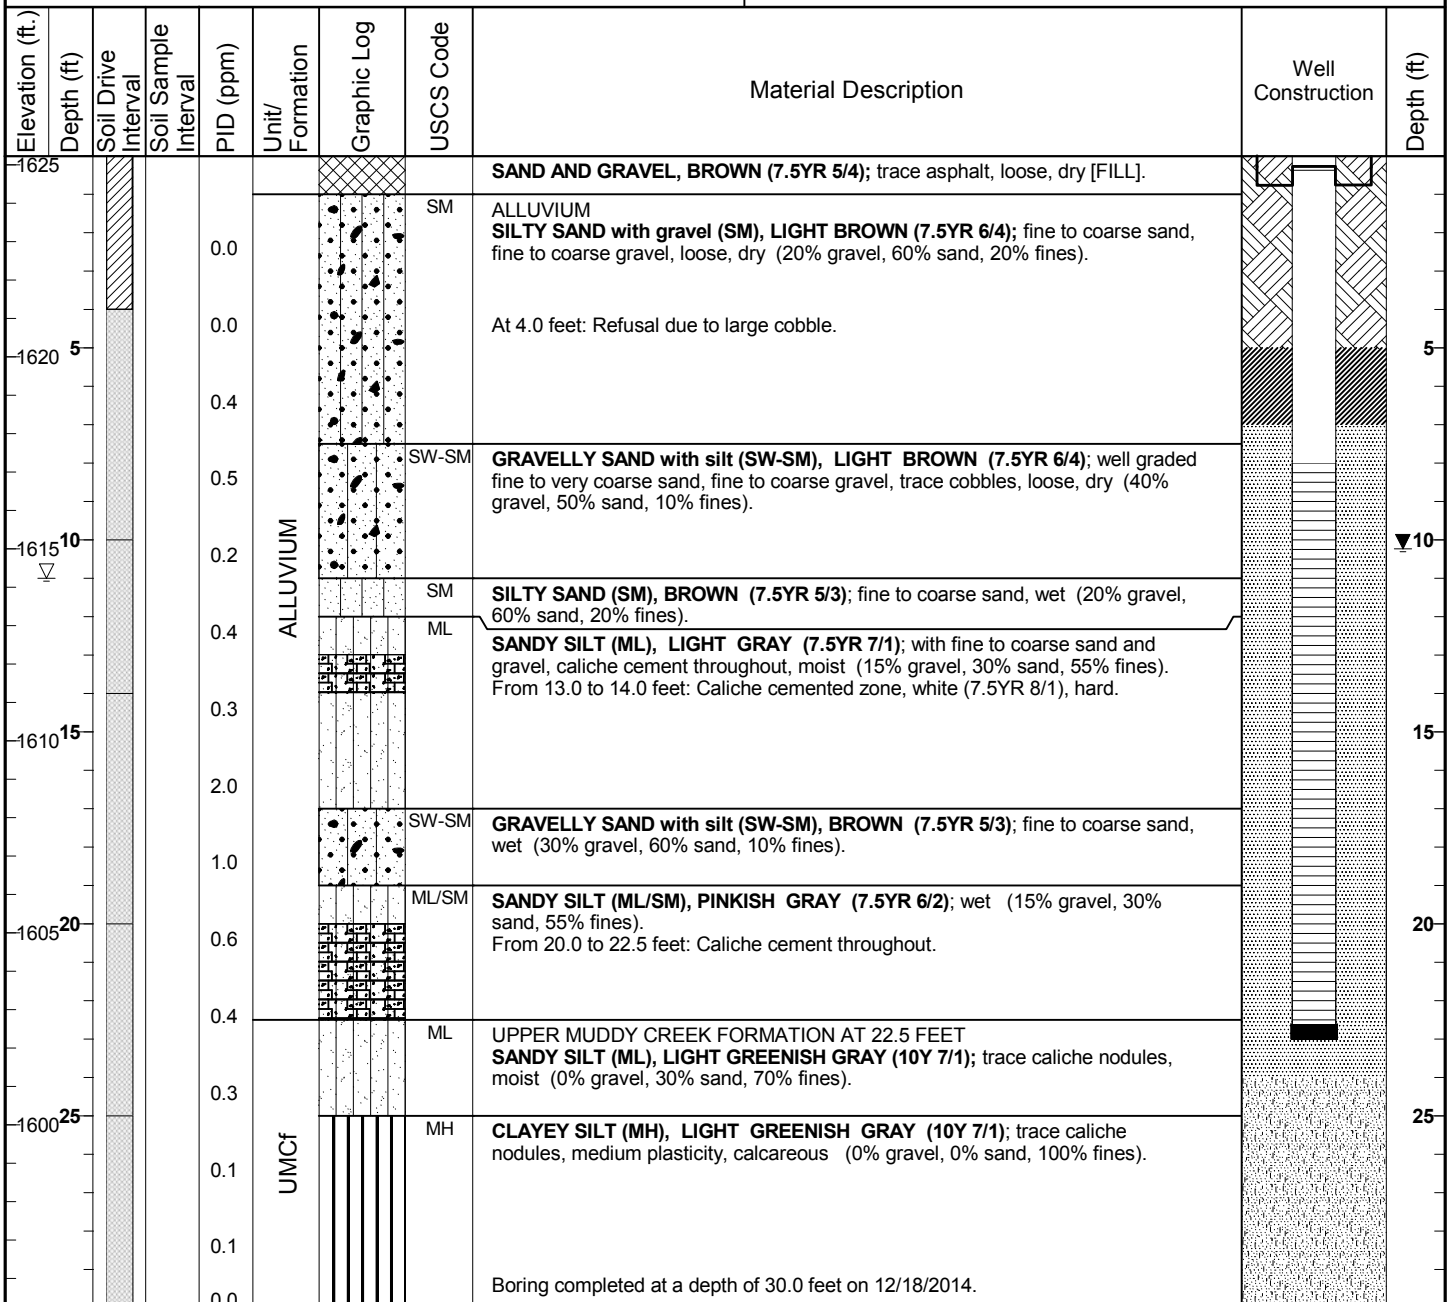 Elevation (ft.)
Depth (ft)
Soil Drive
Interval
Soil Sample
Interval
PID (ppm)
Unit/
Formation
Graphic Log
USCS Code
Material Description
Well
Construction
Depth (ft)
1625
SAND AND GRAVEL, BROWN (7.5YR 5/4); trace asphalt, loose, dry [FILL].
SM
ALLUVIUM
SILTY SAND with gravel (SM), LIGHT BROWN (7.5YR 6/4); fine to coarse sand,
0.0
fine to coarse gravel, loose, dry (20% gravel, 60% sand, 20% fines).
0.0
At 4.0 feet: Refusal due to large cobble.
1620 5
5
0.4
SW-SM
GRAVELLY SAND with silt (SW-SM), LIGHT BROWN (7.5YR 6/4); well graded
0.5
fine to very coarse sand, fine to coarse gravel, trace cobbles, loose, dry (40%
gravel, 50% sand, 10% fines).
1615 10
10
0.2
ALLUVIUM
SM
SILTY SAND (SM), BROWN (7.5YR 5/3); fine to coarse sand, wet (20% gravel,
60% sand, 20% fines).
0.4
ML
SANDY SILT (ML), LIGHT GRAY (7.5YR 7/1); with fine to coarse sand and
gravel, caliche cement throughout, moist (15% gravel, 30% sand, 55% fines).
From 13.0 to 14.0 feet: Caliche cemented zone, white (7.5YR 8/1), hard.
0.3
1610 15
15
2.0
SW-SM
GRAVELLY SAND with silt (SW-SM), BROWN (7.5YR 5/3); fine to coarse sand,
wet (30% gravel, 60% sand, 10% fines).
1.0
ML/SM
SANDY SILT (ML/SM), PINKISH GRAY (7.5YR 6/2); wet (15% gravel, 30%
sand, 55% fines).
1605 20
20
0.6
From 20.0 to 22.5 feet: Caliche cement throughout.
0.4
ML
UPPER MUDDY CREEK FORMATION AT 22.5 FEET
SANDY SILT (ML), LIGHT GREENISH GRAY (10Y 7/1); trace caliche nodules,
moist (0% gravel, 30% sand, 70% fines).
0.3
1600 25
25
UMCf
MH
CLAYEY SILT (MH), LIGHT GREENISH GRAY (10Y 7/1); trace caliche
nodules, medium plasticity, calcareous (0% gravel, 0% sand, 100% fines).
0.1
0.1
Boring completed at a depth of 30.0 feet on 12/18/2014.
0.0